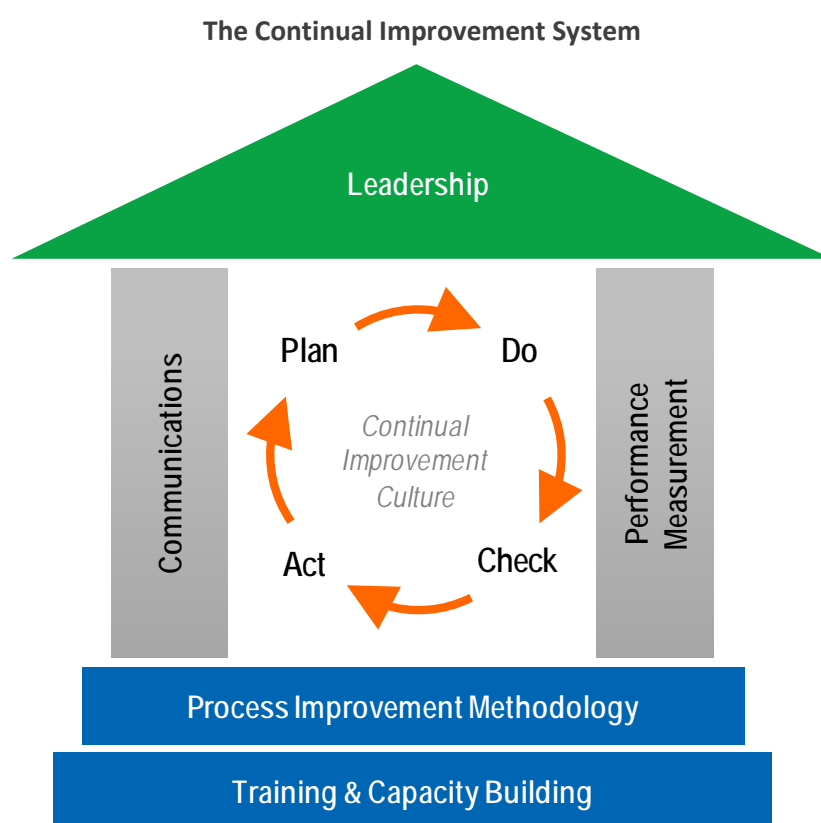 The Continual Improvement System
Leadership
Communications
Plan
Do
Continual
Improvement
Culture
Act
Check
Performance
Measurement
Process Improvement Methodology
Training & Capacity Building